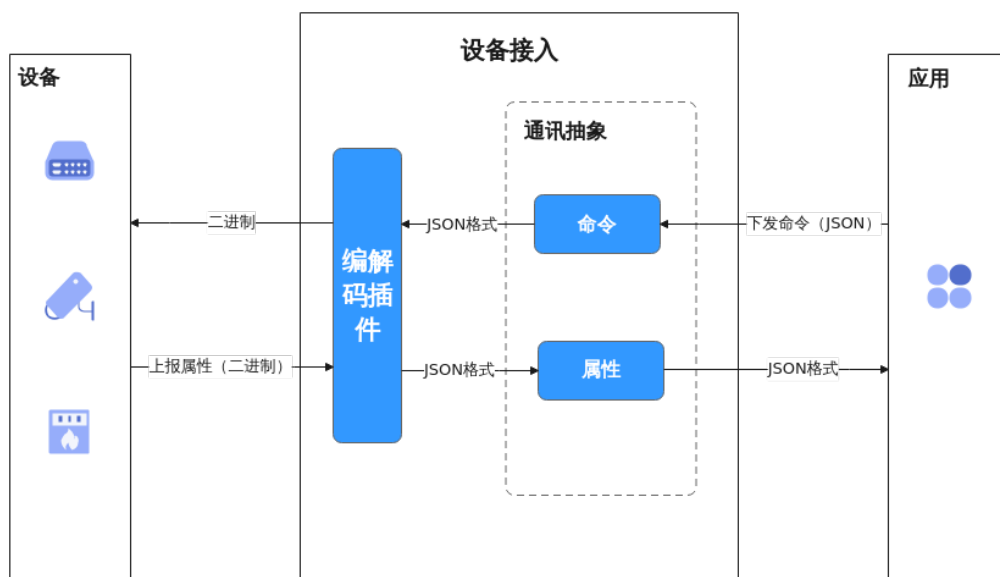 设备接入
设备
应用
通讯抽象
二进制
JSON格式
命令
下发命令（JSON）
编解
码插
件
上报属性（二进制）
JSON格式
属性
JSON格式